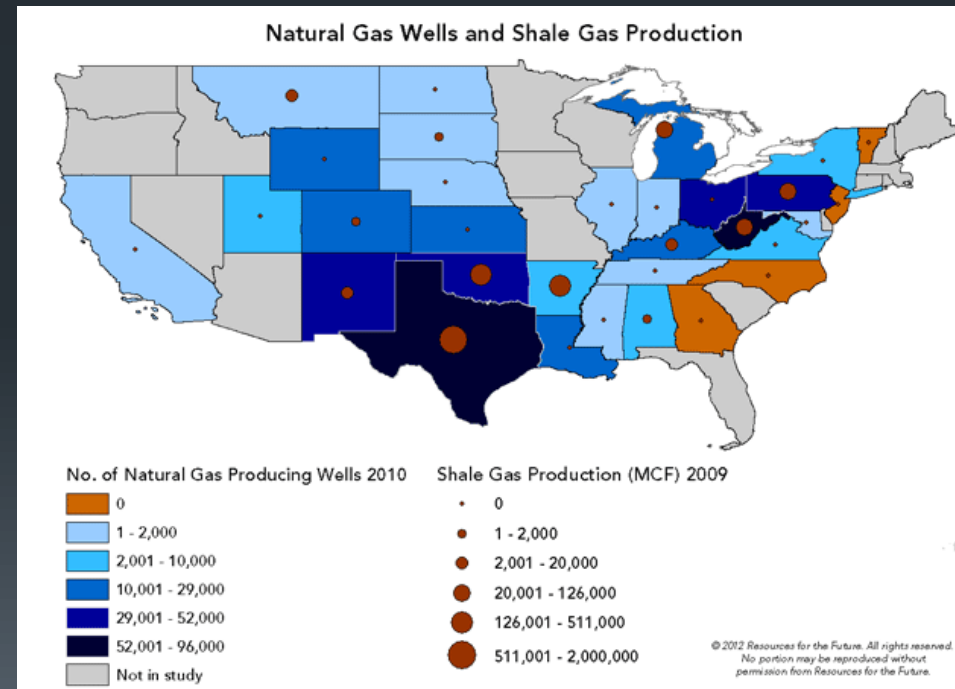 Natural Gas Wells and Shale Gas Production
No. of Natural Gas Producing Wells 2010
0
1 - 2,000
2,001 - 10,000
10,001 - 29,000
29,001 - 52,000
52,001 - 96,000
Not in study
Shale Gas Production (MCF) 2009
0
1 - 2,000
2,001 - 20,000
20,001 - 126,000
126,001 - 511,000
511,001 - 2,000,000
© 2012 Resources for the Future. All rights reserved.
No portion may be reproduced without
permission from Resources for the Future.